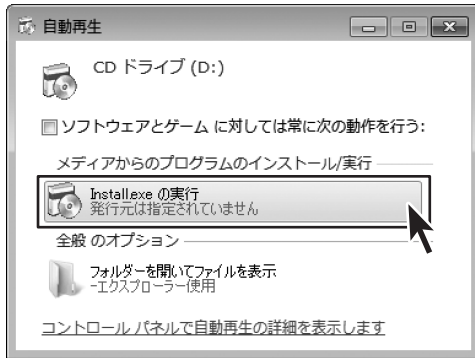 自動再生
CD ドライブ (D:)
ソフトウェアとゲーム に対しては常に次の動作を行う:
メディアからのプログラムのインストール/実行
Install.exe の実行
発行元は指定されていません
全般 のオプション
フォルダーを開いてファイルを表示
-エクスプローラー使用
コントロール パネルで自動再生の詳細を表示します